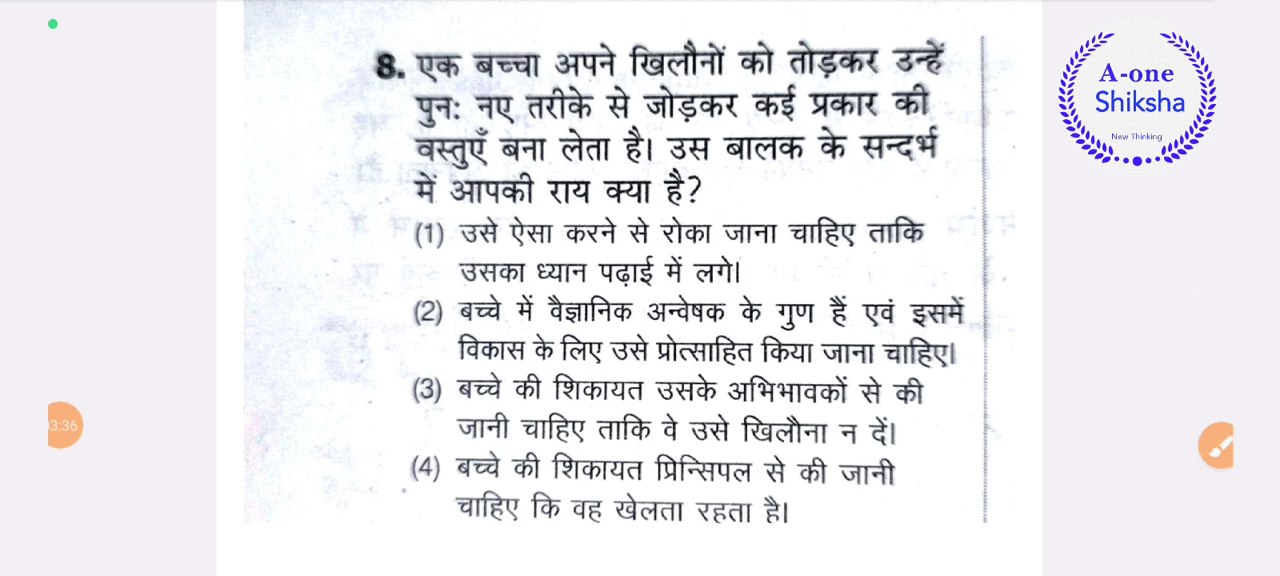 8. एक बच्चा अपने खिलौनों को तोड़कर उन्हें
पुनः नए तरीके से जोड़कर कई प्रकार की
वस्तुएँ बना लेता है। उस बालक के सन्दर्भ
में आपकी राय क्या है?
(1) उसे ऐसा करने से रोका जाना चाहिए ताकि
उसका ध्यान पढ़ाई में लगे।
(2) बच्चे में वैज्ञानिक अन्वेषक के गुण हैं एवं इसमें
विकास के लिए उसे प्रोत्साहित किया जाना चाहिए।
(3) बच्चे की शिकायत उसके अभिभावकों से की
जानी चाहिए ताकि वे उसे खिलौना न दें।
(4) बच्चे की शिकायत प्रिन्सिपल से की जानी
चाहिए कि वह खेलता रहता है।
A-one
Shiksha
New Thinking
3:36